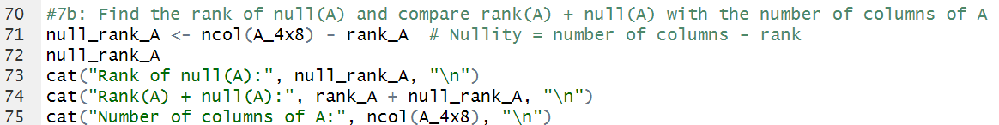 70 #7b: Find the rank of null(A) and compare rank(A) + null(A) with the number of columns of A
71 null_rank_A <- ncol(A_4x8) - rank_A  # Nullity = number of columns - rank
72 null_rank_A
73 cat("Rank of null(A):", null_rank_A, "\n")
74 cat("Rank(A) + null(A):", rank_A + null_rank_A, "\n")
75 cat("Number of columns of A:", ncol(A_4x8), "\n")